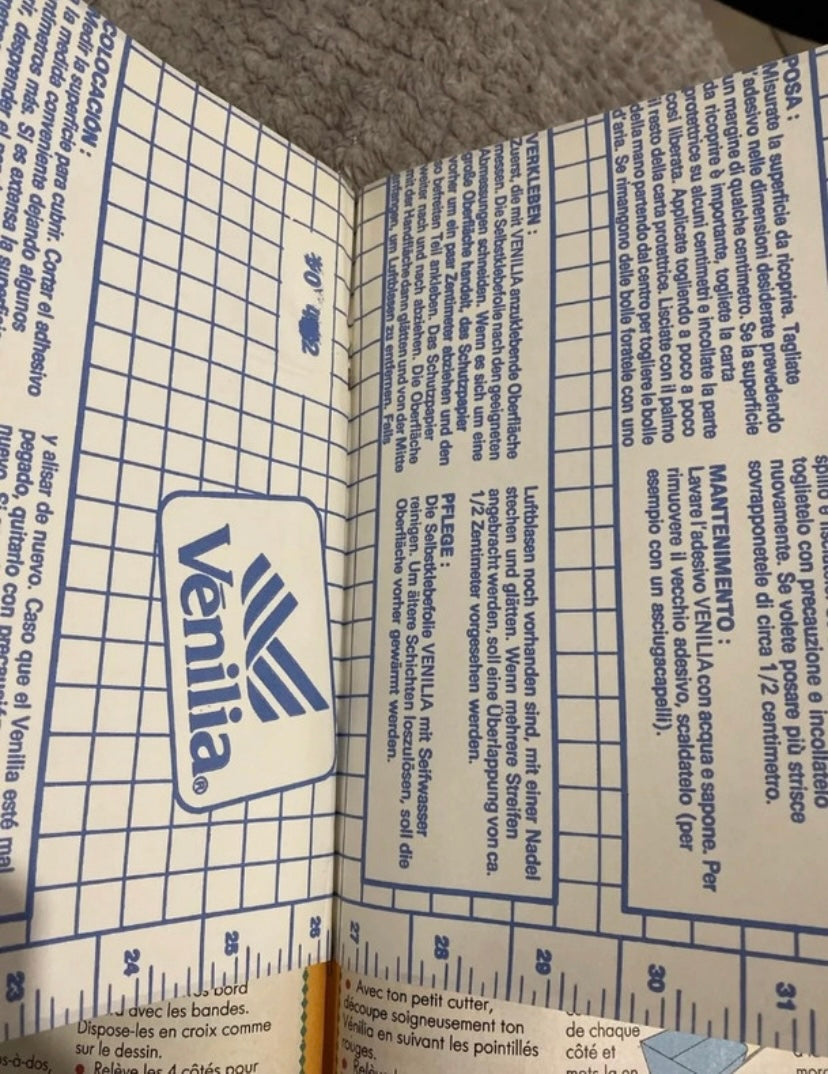 COLOCACIÓN :
Medir la superficie para cubrir. Cortar el adhesivo
la medida conveniente dejando algunos
números más. Si es extensa la superficie
desprender el
y alisar de nuevo. Caso que el Venilia esté mal
pegado, quitarlo con
nuevo. Si
Vénilia®
VERKLEBEN :
Zuerst, die mit VENILIA anzuklebende Oberfläche
messen. Die Selbstklebefolie nach den geeigneten
Abmessungen schneiden. Wenn es sich um eine
große Oberfläche handelt, das Schutzpapier
vorher um ein paar Zentimeter abziehen und den
so befreiten Teil ankleben. Das Schutzpapier
weiter nach und nach abziehen. Die Oberfläche
mit der Handfläche dann glätten und von der Mitte
anfangen, um Luftblasen zu entfernen. Falls
Luftblasen noch vorhanden sind, mit einer Nadel
stechen und glätten. Wenn mehrere Streifen
angebracht werden, soll eine Überlappung von ca.
1/2 Zentimeter vorgesehen werden.
PFLEGE :
Die Selbstklebefolie VENILIA mit Seifwasser
reinigen. Um ältere Schichten loszulösen, soll die
Oberfläche vorher gewärmt werden.
POSA :
Misurate la superficie da ricoprire. Tagliate
l'adesivo nelle dimensioni desiderate prevedendo
un margine di qualche centimetro. Se la superficie
da ricoprire è importante, togliete la carta
protettrice su alcuni centimetri e incollate la parte
così liberata. Applicate togliendo a poco a poco
il resto della carta protettrice. Lisciate con il palmo
della mano partendo dal centro per togliere le bolle
d'aria. Se rimangono delle bolle foratele con uno
spillo e
toglietelo con precauzione e incollatelo
nuovamente. Se volete posare più strisce
sovrapponetele di circa 1/2 centimetro.
MANTENIMENTO :
Lavare l'adesivo VENILIA con acqua e sapone. Per
rimuovere il vecchio adesivo, scaldatelo (per
esempio con un asciugacapelli).
23 24 25 26 27 28 29 30 31
bord
avec les bandes.
Dispose-les en croix comme
sur le dessin.
• Relève les 4 côtés pour
s-à-dos,
• Avec ton petit cutter,
découpe soigneusement ton
Vénilia en suivant les pointillés
rouges.
de chaque
côté et